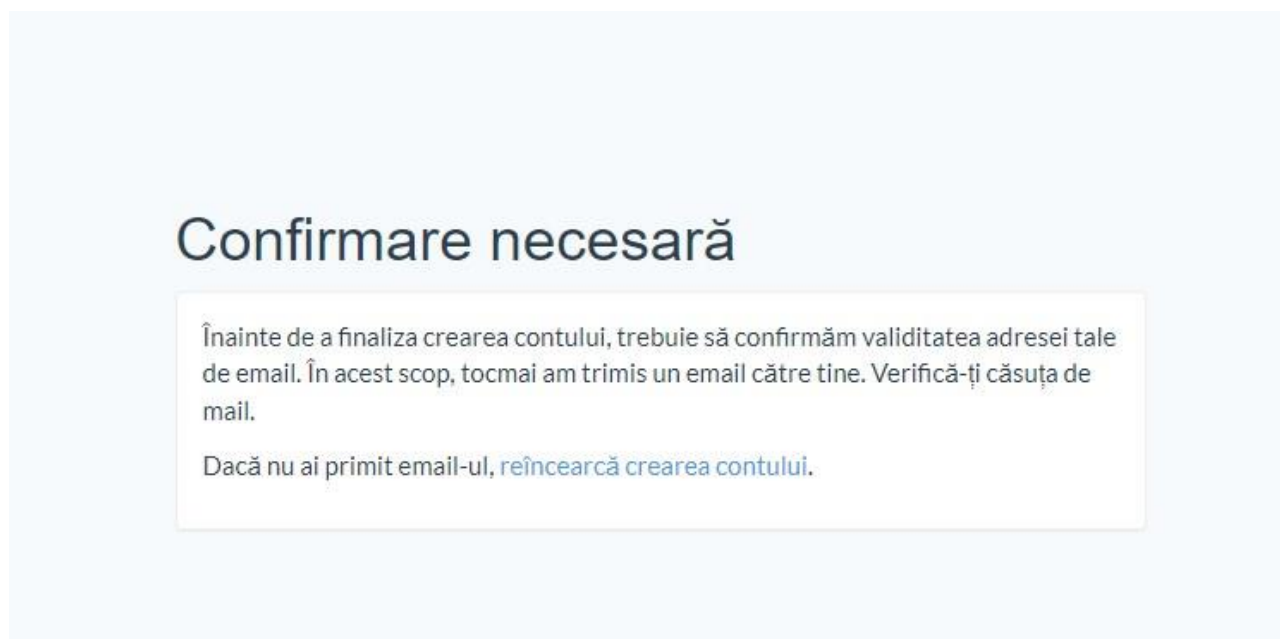 Confirmare necesară
Înainte de a finaliza crearea contului, trebuie să confirmăm validitatea adresei tale
de email. În acest scop, tocmai am trimis un email către tine. Verifică-ți căsuța de
mail.
Dacă nu ai primit email-ul, reîncearcă crearea contului.